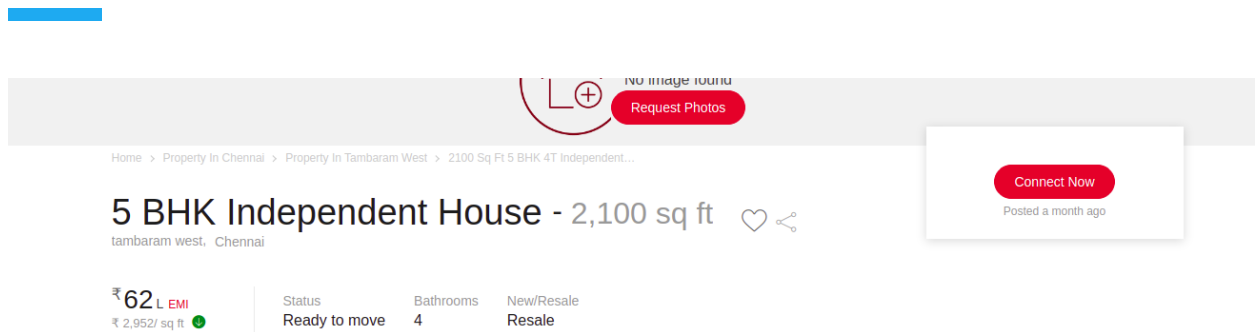 No image found
Request Photos
Home > Property In Chennai > Property In Tambaram West > 2100 Sq Ft 5 BHK 4T Independent...
Connect Now
Posted a month ago
5 BHK Independent House - 2,100 sq ft
tambaram west, Chennai
₹ 62 L EMI
₹ 2,952/ sq ft
Status
Ready to move
Bathrooms
4
New/Resale
Resale